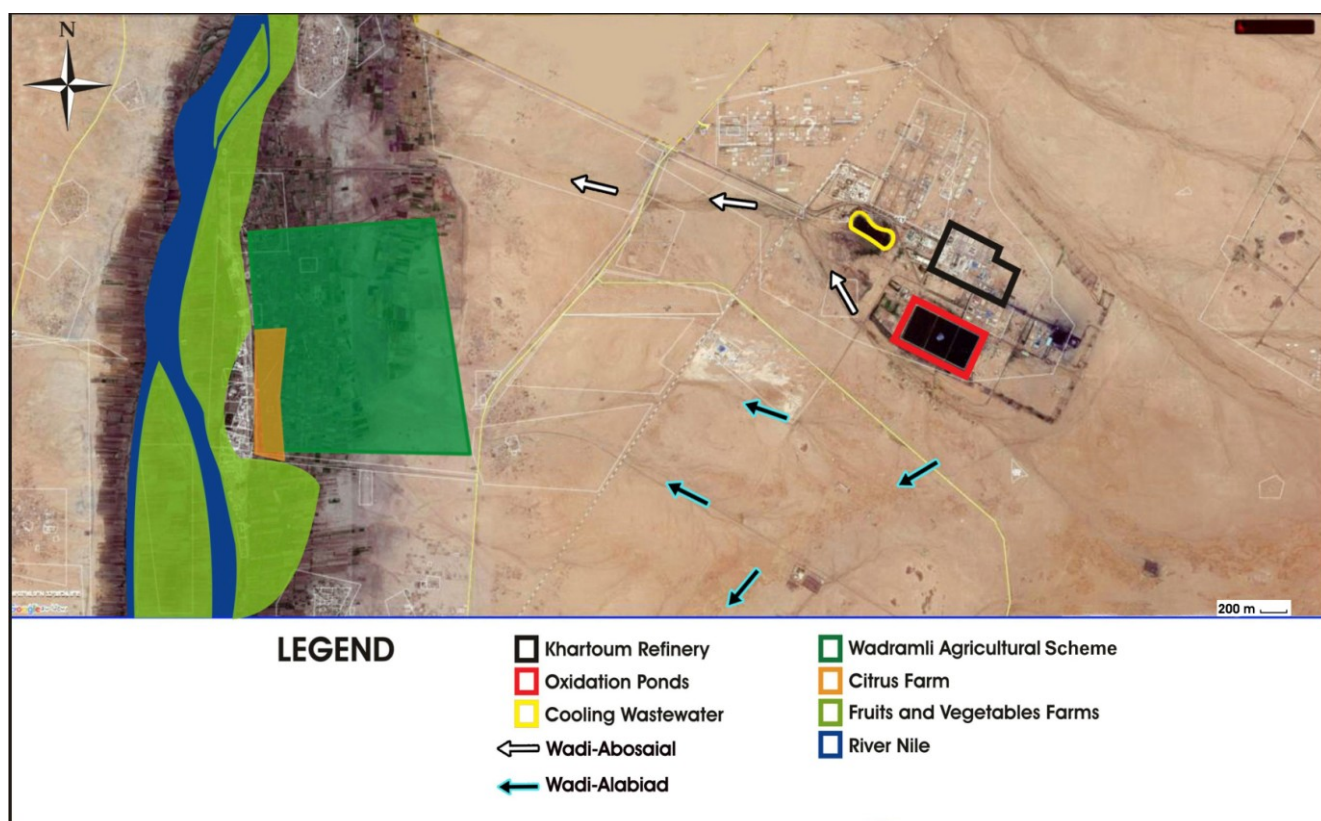 N
200 m
LEGEND
Khartoum Refinery
Oxidation Ponds
Cooling Wastewater
Wadi-Abosaial
Wadi-Alabiad
Wadramli Agricultural Scheme
Citrus Farm
Fruits and Vegetables Farms
River Nile